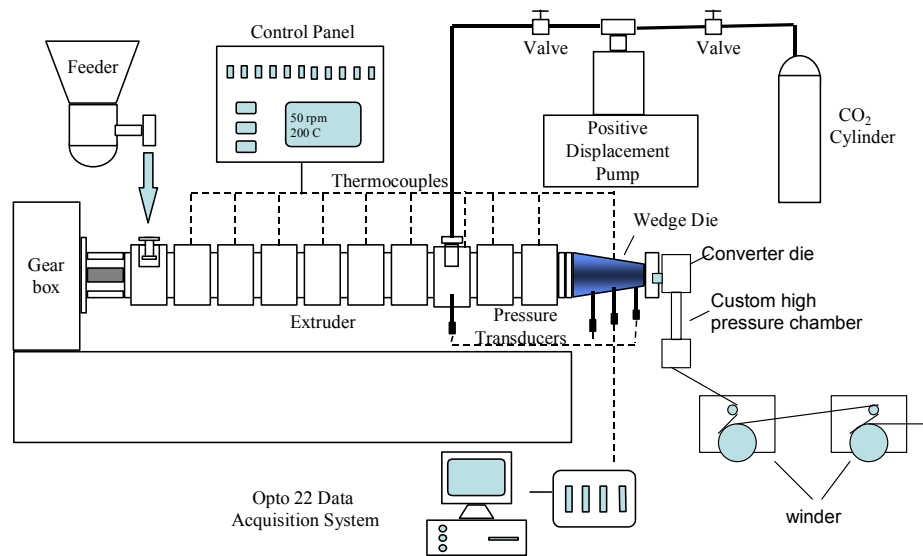 Control Panel
Valve
Valve
Feeder
50 rpm
200 C
Positive
Displacement
Pump
CO₂
Cylinder
Thermocouples
Wedge Die
Gear
box
Converter die
Extruder
Pressure
Transducers
Custom high
pressure chamber
Opto 22 Data
Acquisition System
winder